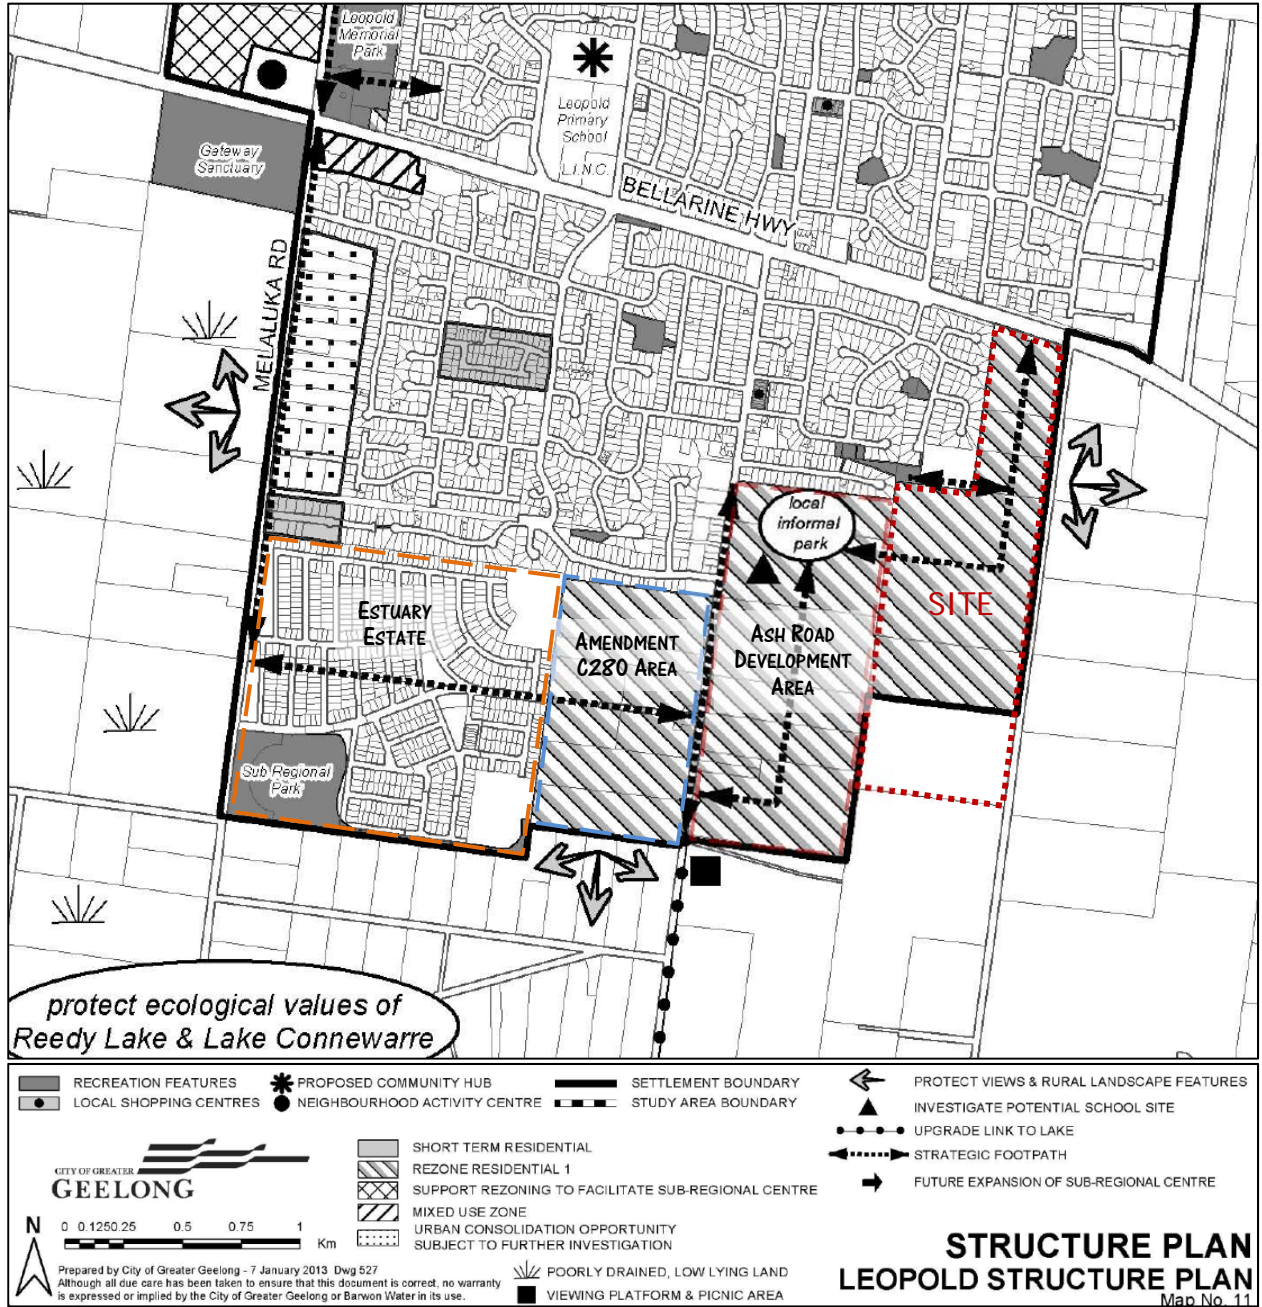 Leopold
Memorial
Park
Leopold
Primary
School
L.I.N.C.
Gateway
Sanctuary
BELLARINE HWY
MELALUKA RD
local
informal
park
SITE
ESTUARY
ESTATE
AMENDMENT
C280 AREA
ASH ROAD
DEVELOPMENT
AREA
Sub Regional
Park
protect ecological values of
Reedy Lake & Lake Connewarre
RECREATION FEATURES
LOCAL SHOPPING CENTRES
PROPOSED COMMUNITY HUB
NEIGHBOURHOOD ACTIVITY CENTRE
SETTLEMENT BOUNDARY
STUDY AREA BOUNDARY
PROTECT VIEWS & RURAL LANDSCAPE FEATURES
INVESTIGATE POTENTIAL SCHOOL SITE
UPGRADE LINK TO LAKE
STRATEGIC FOOTPATH
FUTURE EXPANSION OF SUB-REGIONAL CENTRE
CITY OF GREATER
GEELONG
SHORT TERM RESIDENTIAL
REZONE RESIDENTIAL 1
SUPPORT REZONING TO FACILITATE SUB-REGIONAL CENTRE
MIXED USE ZONE
URBAN CONSOLIDATION OPPORTUNITY
SUBJECT TO FURTHER INVESTIGATION
POORLY DRAINED, LOW LYING LAND
VIEWING PLATFORM & PICNIC AREA
N
0 0.1250.25 0.5 0.75 1
Km
Prepared by City of Greater Geelong - 7 January 2013 Dwg 527
Although all due care has been taken to ensure that this document is correct, no warranty
is expressed or implied by the City of Greater Geelong or Barwon Water in its use.
STRUCTURE PLAN
LEOPOLD STRUCTURE PLAN
Map No. 11